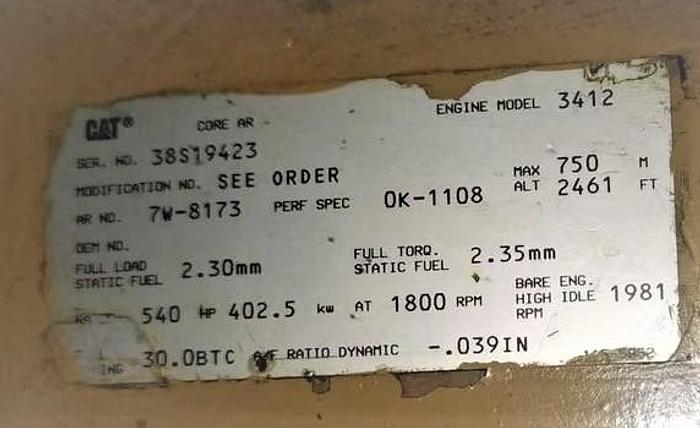 CAT® CORE AR ENGINE MODEL 3412
SER. NO. 38S19423
MODIFICATION NO. SEE ORDER MAX 750 M
AR NO. 7W-8173 PERF SPEC 0K-1108 ALT 2461 FT
OEM NO.
FULL LOAD STATIC FUEL 2.30mm FULL TORQ. STATIC FUEL 2.35mm
540 HP 402.5 kw AT 1800 RPM BARE ENG. HIGH IDLE RPM 1981
ING 30.0BTC A/F RATIO DYNAMIC -.039IN